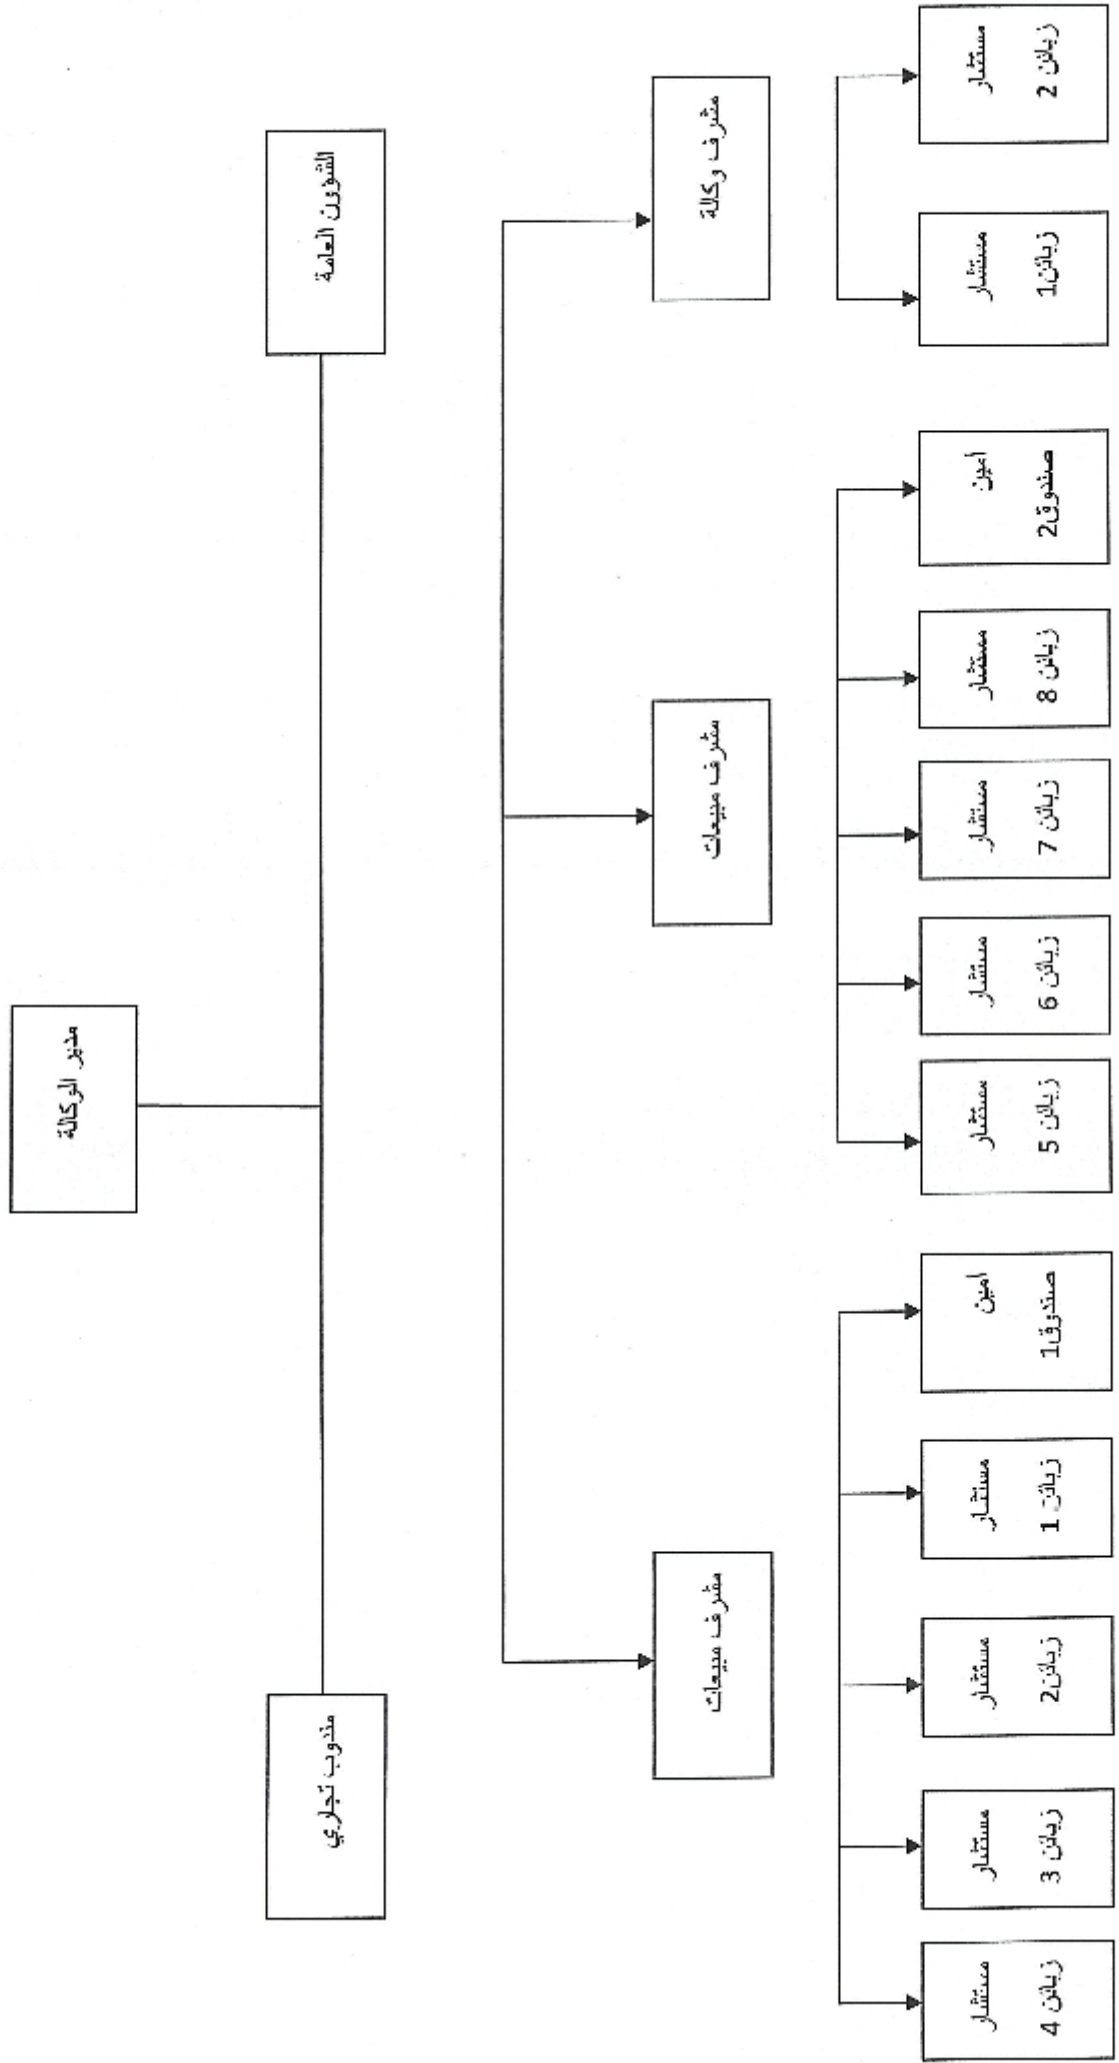 مدير الوكالة
الشؤون العامة
مندوب تجاري
مشرف وكالة
مشرف مبيعات
مشرف مبيعات
مستشار
زبائن 2
مستشار
زبائن1
أمين
صندوق2
مستشار
زبائن 8
مستشار
زبائن 7
مستشار
زبائن 6
مستشار
زبائن 5
أمين
صندوق1
مستشار
زبائن 1
مستشار
زبائن2
مستشار
زبائن 3
مستشار
زبائن 4